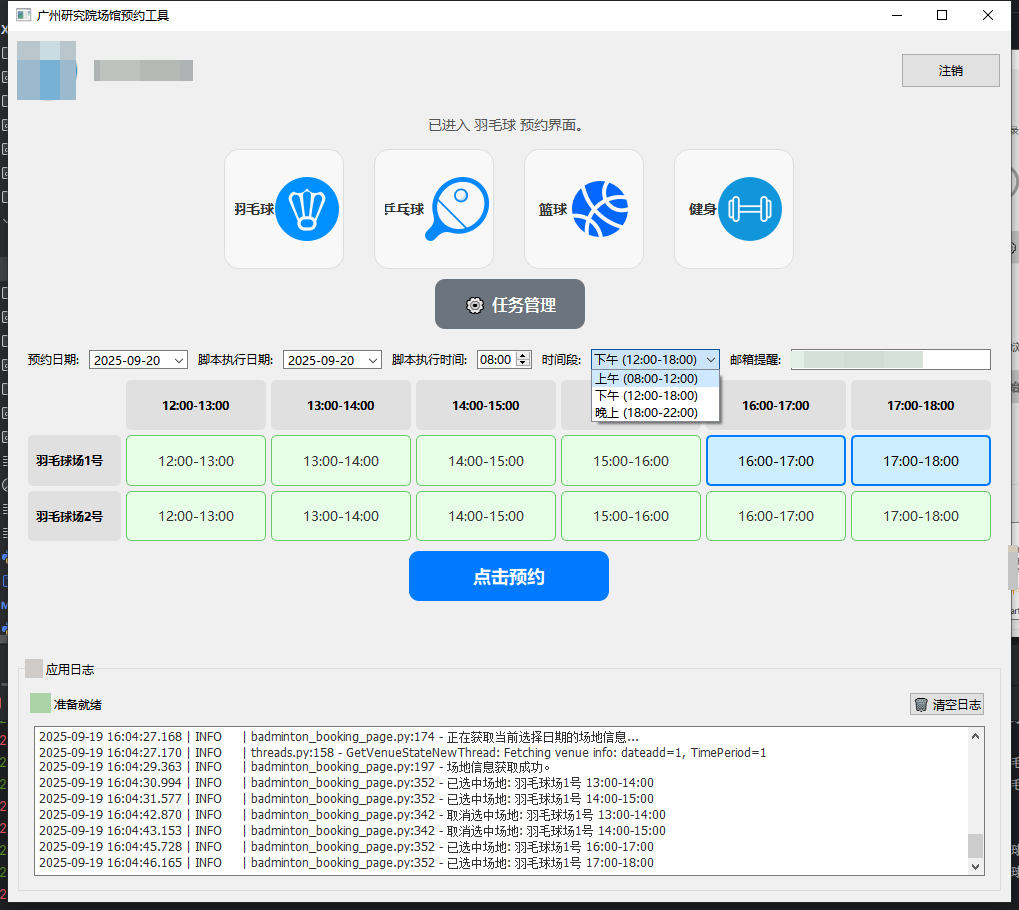 广州研究院场馆预约工具
注销
已进入 羽毛球 预约界面。
羽毛球
乒乓球
篮球
健身
任务管理
预约日期: 2025-09-20 脚本执行日期: 2025-09-20 脚本执行时间: 08:00 时间段: 下午 (12:00-18:00) 邮箱提醒:
上午 (08:00-12:00)
下午 (12:00-18:00)
晚上 (18:00-22:00)
12:00-13:00 13:00-14:00 14:00-15:00 16:00-17:00 17:00-18:00
羽毛球场1号 12:00-13:00 13:00-14:00 14:00-15:00 15:00-16:00 16:00-17:00 17:00-18:00
羽毛球场2号 12:00-13:00 13:00-14:00 14:00-15:00 15:00-16:00 16:00-17:00 17:00-18:00
点击预约
应用日志
准备就绪
清空日志
2025-09-19 16:04:27.168 | INFO | badminton_booking_page.py:174 - 正在获取当前选择日期的场地信息...
2025-09-19 16:04:27.170 | INFO | threads.py:158 - GetVenueStateNewThread: Fetching venue info: dateadd=1, TimePeriod=1
2025-09-19 16:04:29.363 | INFO | badminton_booking_page.py:197 - 场地信息获取成功。
2025-09-19 16:04:30.994 | INFO | badminton_booking_page.py:352 - 已选中场地: 羽毛球场1号 13:00-14:00
2025-09-19 16:04:31.577 | INFO | badminton_booking_page.py:352 - 已选中场地: 羽毛球场1号 14:00-15:00
2025-09-19 16:04:42.870 | INFO | badminton_booking_page.py:342 - 取消选中场地: 羽毛球场1号 13:00-14:00
2025-09-19 16:04:43.153 | INFO | badminton_booking_page.py:342 - 取消选中场地: 羽毛球场1号 14:00-15:00
2025-09-19 16:04:45.728 | INFO | badminton_booking_page.py:352 - 已选中场地: 羽毛球场1号 16:00-17:00
2025-09-19 16:04:46.165 | INFO | badminton_booking_page.py:352 - 已选中场地: 羽毛球场1号 17:00-18:00